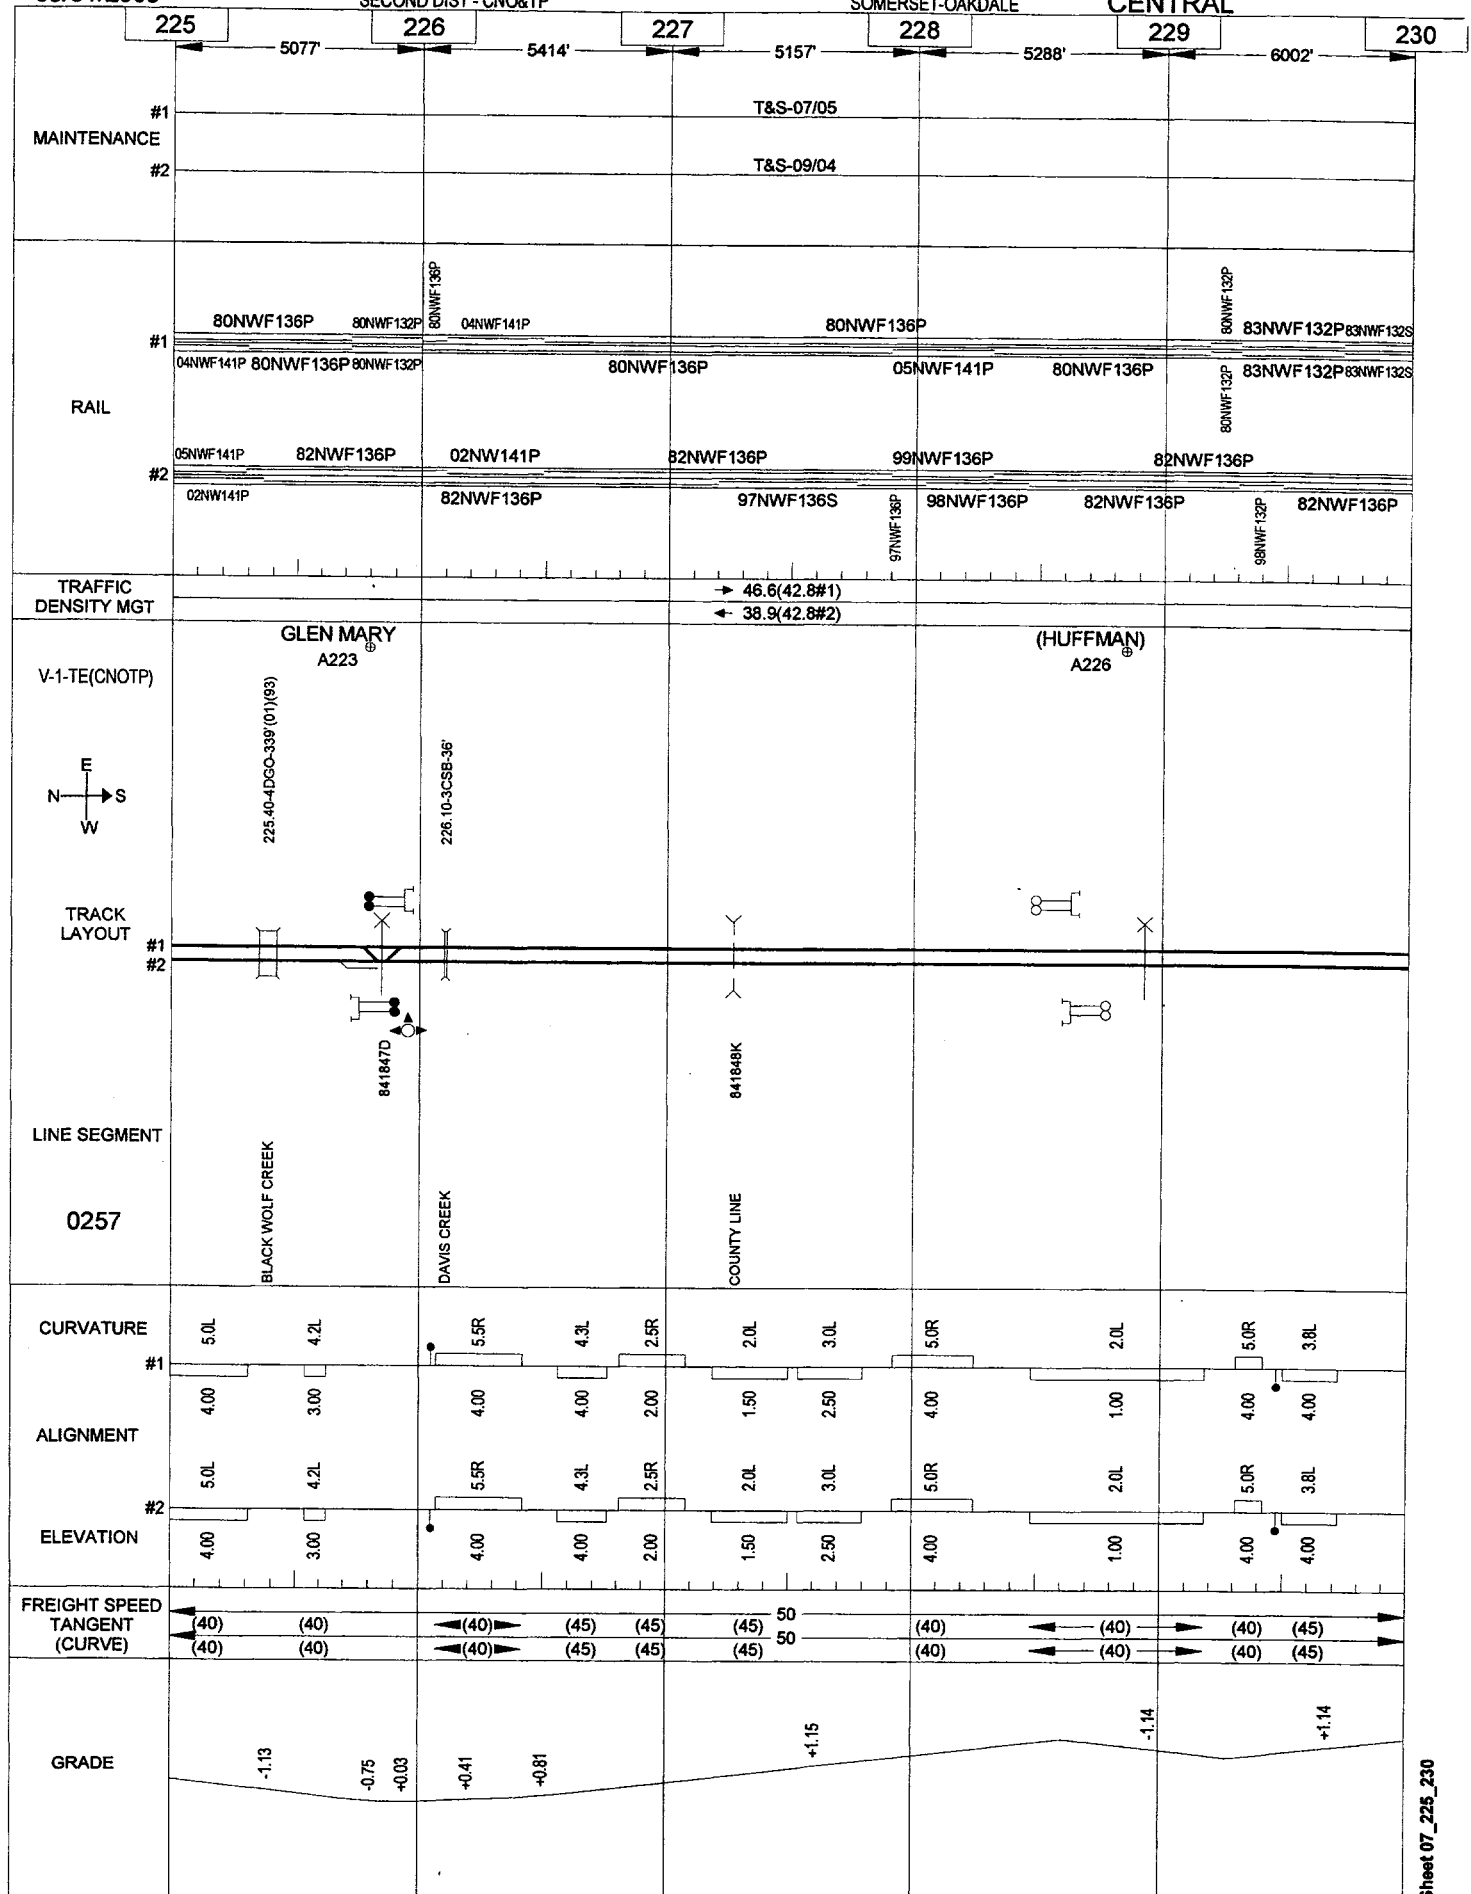 SECOND DIST - CNO&TP
SOMERSET-OAKDALE
CENTRAL
225 226 227 228 229 230
5077' 5414' 5157' 5288' 6002'
MAINTENANCE
#1 T&S-07/05
#2 T&S-09/04
RAIL
80NWF136P 80NWF132P 80NWF136P 04NWF141P 80NWF136P 80NWF132P 83NWF132P 83NWF132S
#1
04NWF141P 80NWF136P 80NWF132P 80NWF136P 05NWF141P 80NWF136P 80NWF132P 83NWF132P 83NWF132S
05NWF141P 82NWF136P 02NW141P 82NWF136P 99NWF136P 82NWF136P
#2
02NW141P 82NWF136P 97NWF136S 97NWF136P 98NWF136P 82NWF136P 98NWF132P 82NWF136P
TRAFFIC
DENSITY MGT
46.6(42.8#1)
38.9(42.8#2)
GLEN MARY
A223
(HUFFMAN)
A226
V-1-TE(CNOTP)
225.40-4DGO-339'(01)(93)
226.10-3CSB-36'
E
N S
W
TRACK
LAYOUT
#1
#2
841847D
841848K
LINE SEGMENT
0257
BLACK WOLF CREEK
DAVIS CREEK
COUNTY LINE
CURVATURE
5.0L 4.2L 5.5R 4.3L 2.5R 2.0L 3.0L 5.0R 2.0L 5.0R 3.8L
#1
4.00 3.00 4.00 4.00 2.00 1.50 2.50 4.00 1.00 4.00 4.00
ALIGNMENT
5.0L 4.2L 5.5R 4.3L 2.5R 2.0L 3.0L 5.0R 2.0L 5.0R 3.8L
#2
ELEVATION
4.00 3.00 4.00 4.00 2.00 1.50 2.50 4.00 1.00 4.00 4.00
FREIGHT SPEED
TANGENT
(CURVE)
50
(40) (40) (40) (45) (45) (45) (40) (40) (40) (45)
50
(40) (40) (40) (45) (45) (45) (40) (40) (40) (45)
GRADE
-1.13 -0.75 +0.03 +0.41 +0.81 +1.15 -1.14 +1.14
Sheet 07_225_230